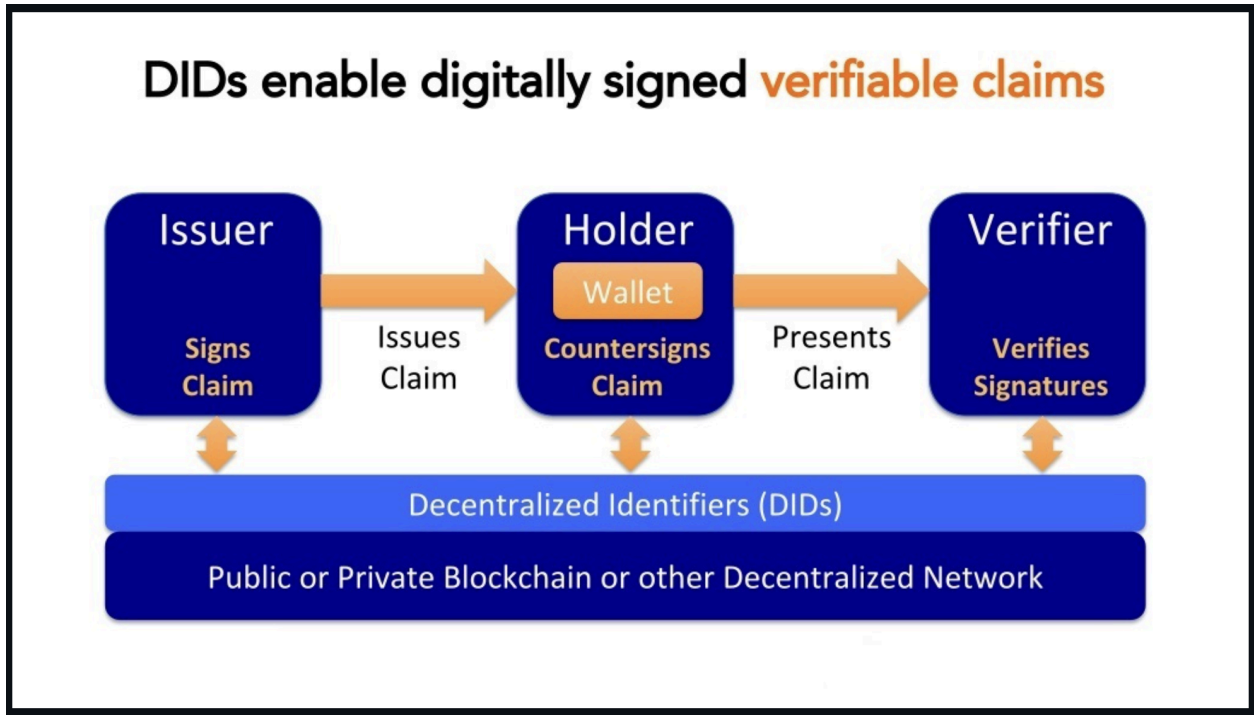 DIDs enable digitally signed verifiable claims
Issuer
Signs
Claim
Issues
Claim
Holder
Wallet
Countersigns
Claim
Presents
Claim
Verifier
Verifies
Signatures
Decentralized Identifiers (DIDs)
Public or Private Blockchain or other Decentralized Network